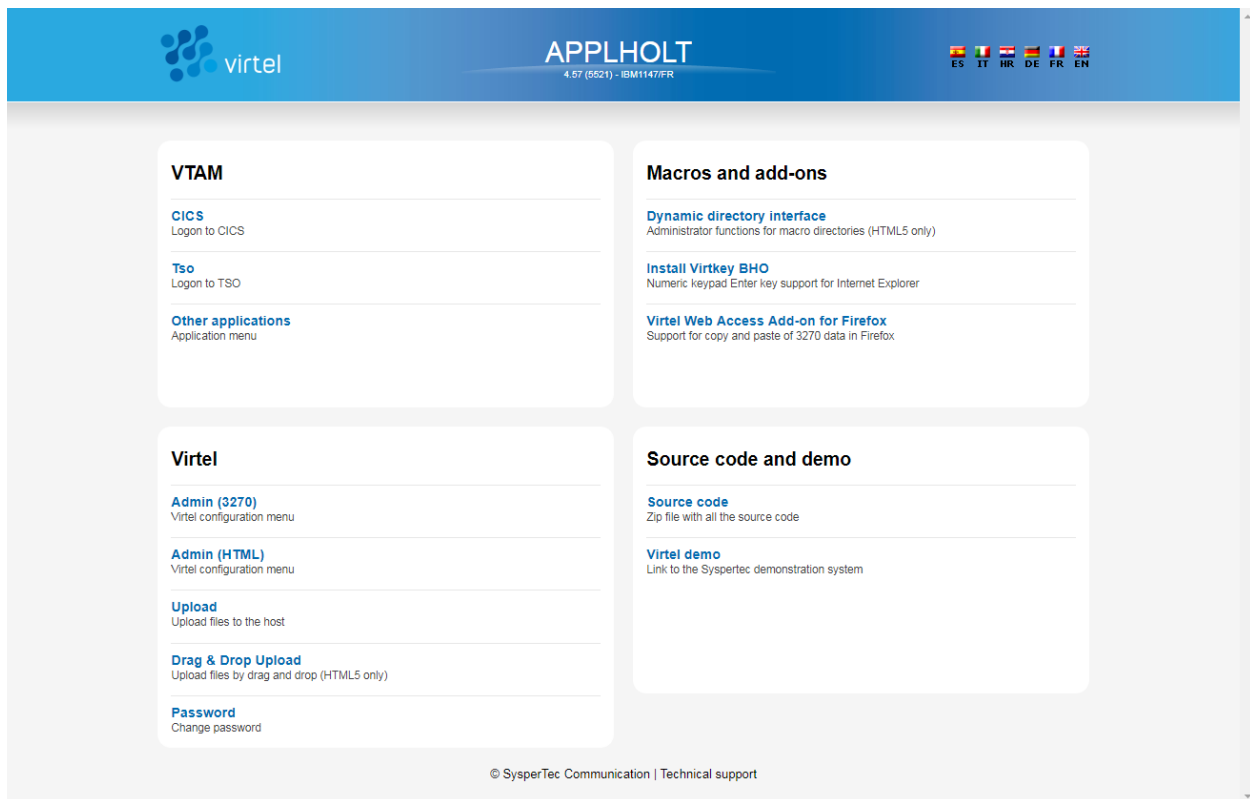 virtel
APPLHOLT
4.57 (5521) - IBM1147/FR
ES IT HR DE FR EN
VTAM
CICS
Logon to CICS
Tso
Logon to TSO
Other applications
Application menu
Macros and add-ons
Dynamic directory interface
Administrator functions for macro directories (HTML5 only)
Install Virtkey BHO
Numeric keypad Enter key support for Internet Explorer
Virtel Web Access Add-on for Firefox
Support for copy and paste of 3270 data in Firefox
Virtel
Admin (3270)
Virtel configuration menu
Admin (HTML)
Virtel configuration menu
Upload
Upload files to the host
Drag & Drop Upload
Upload files by drag and drop (HTML5 only)
Password
Change password
Source code and demo
Source code
Zip file with all the source code
Virtel demo
Link to the Syspertec demonstration system
© SysperTec Communication | Technical support